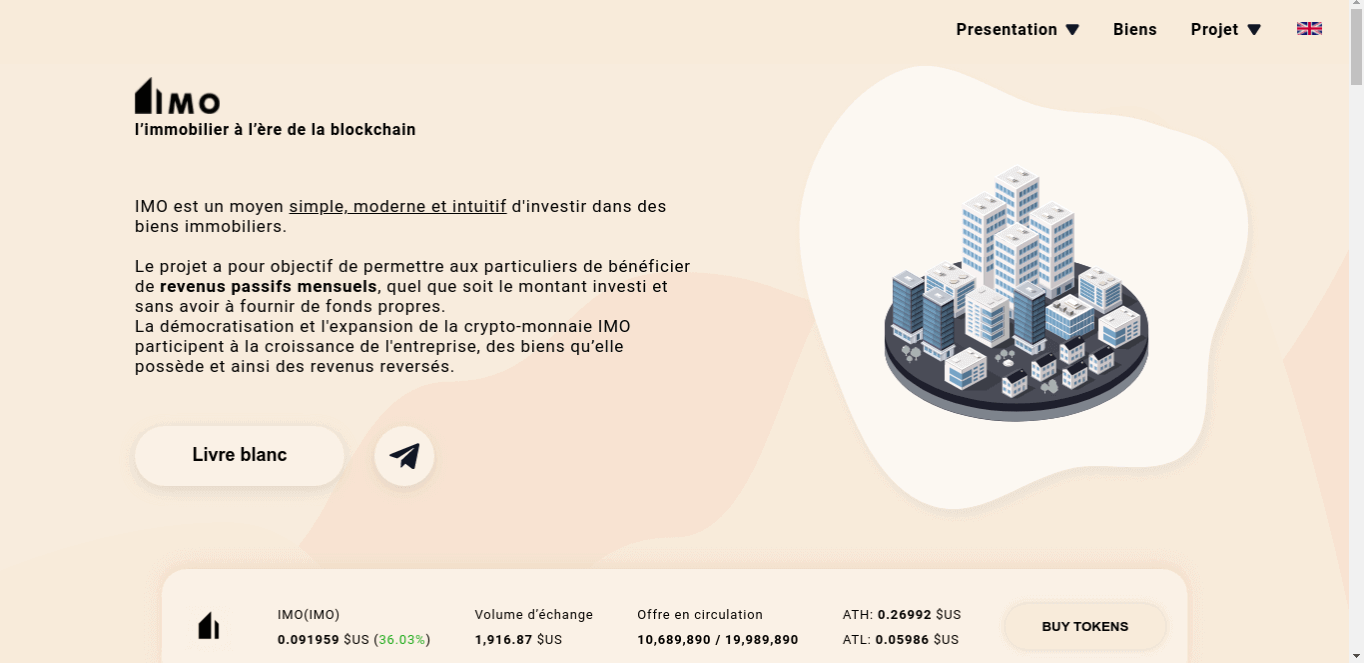 Presentation
Biens
Projet
IMO
l’immobilier à l’ère de la blockchain
IMO est un moyen simple, moderne et intuitif d'investir dans des
biens immobiliers.
Le projet a pour objectif de permettre aux particuliers de bénéficier
de revenus passifs mensuels, quel que soit le montant investi et
sans avoir à fournir de fonds propres.
La démocratisation et l'expansion de la crypto-monnaie IMO
participent à la croissance de l'entreprise, des biens qu’elle
possède et ainsi des revenus reversés.
Livre blanc
IMO(IMO)
0.091959 $US (36.03%)
Volume d’échange
1,916.87 $US
Offre en circulation
10,689,890 / 19,989,890
ATH: 0.26992 $US
ATL: 0.05986 $US
BUY TOKENS